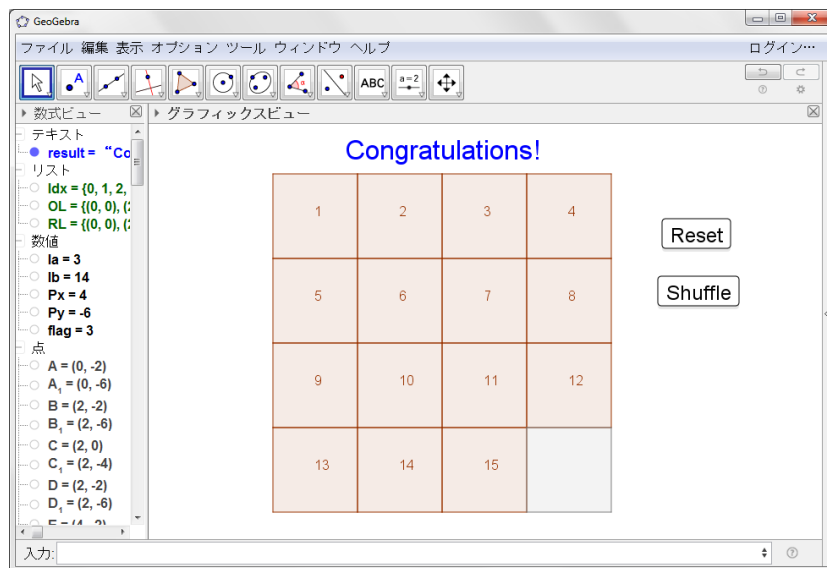 GeoGebra
ファイル 編集 表示 オプション ツール ウィンドウ ヘルプ ログイン…
ABC a=2
数式ビュー
テキスト
result = “Co
リスト
Idx = {0, 1, 2,
OL = {(0, 0), (2
RL = {(0, 0), (2
数値
Ia = 3
Ib = 14
Px = 4
Py = -6
flag = 3
点
A = (0, -2)
A₁ = (0, -6)
B = (2, -2)
B₁ = (2, -6)
C = (2, 0)
C₁ = (2, -4)
D = (2, -2)
D₁ = (2, -6)
E = (4, -2)
グラフィックスビュー
Congratulations!
1 2 3 4
5 6 7 8
9 10 11 12
13 14 15
Reset
Shuffle
入力: